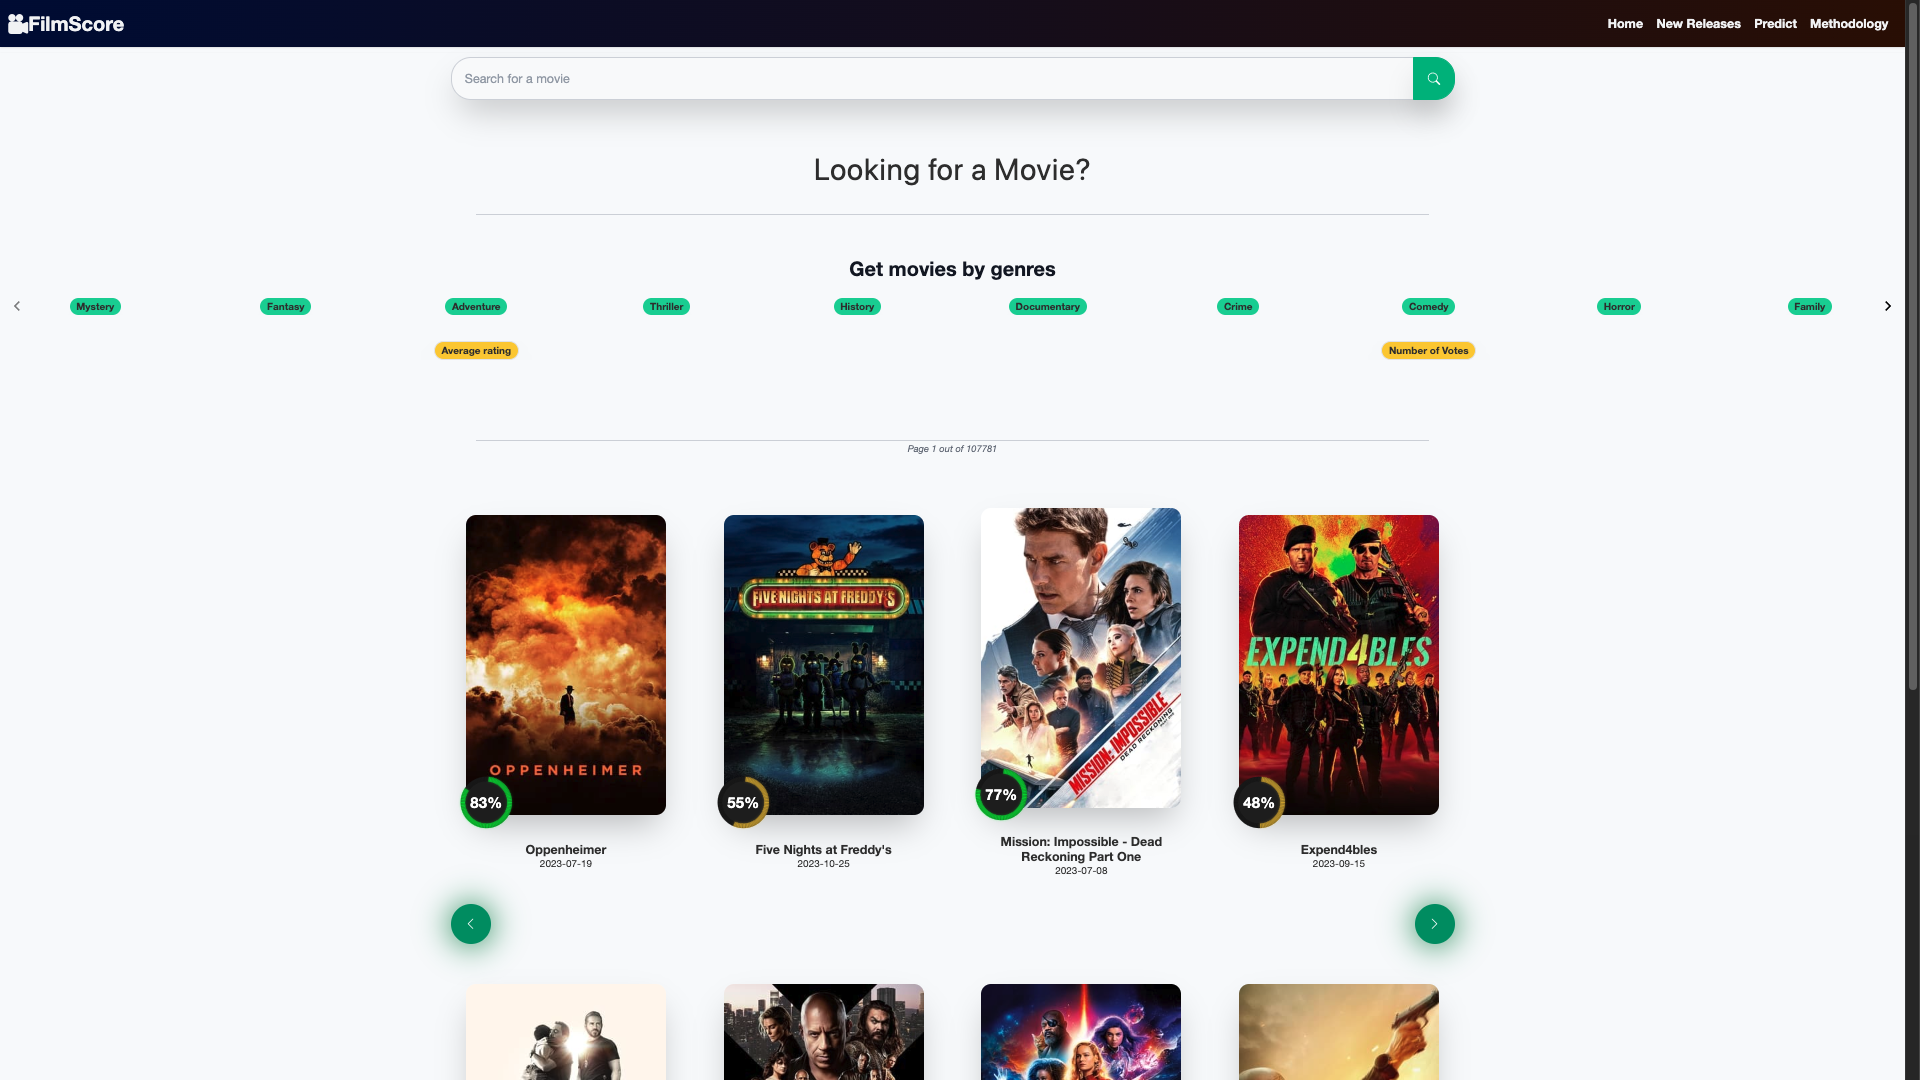 FilmScore
Home New Releases Predict Methodology
Search for a movie
Looking for a Movie?
Get movies by genres
Mystery Fantasy Adventure Thriller History Documentary Crime Comedy Horror Family
Average rating Number of Votes
Page 1 out of 107781
OPPENHEIMER
83%
Oppenheimer
2023-07-19
FIVE NIGHTS AT FREDDY'S
55%
Five Nights at Freddy's
2023-10-25
MISSION: IMPOSSIBLE
DEAD RECKONING PART ONE
77%
Mission: Impossible - Dead
Reckoning Part One
2023-07-08
EXPEND4BLES
48%
Expend4bles
2023-09-15